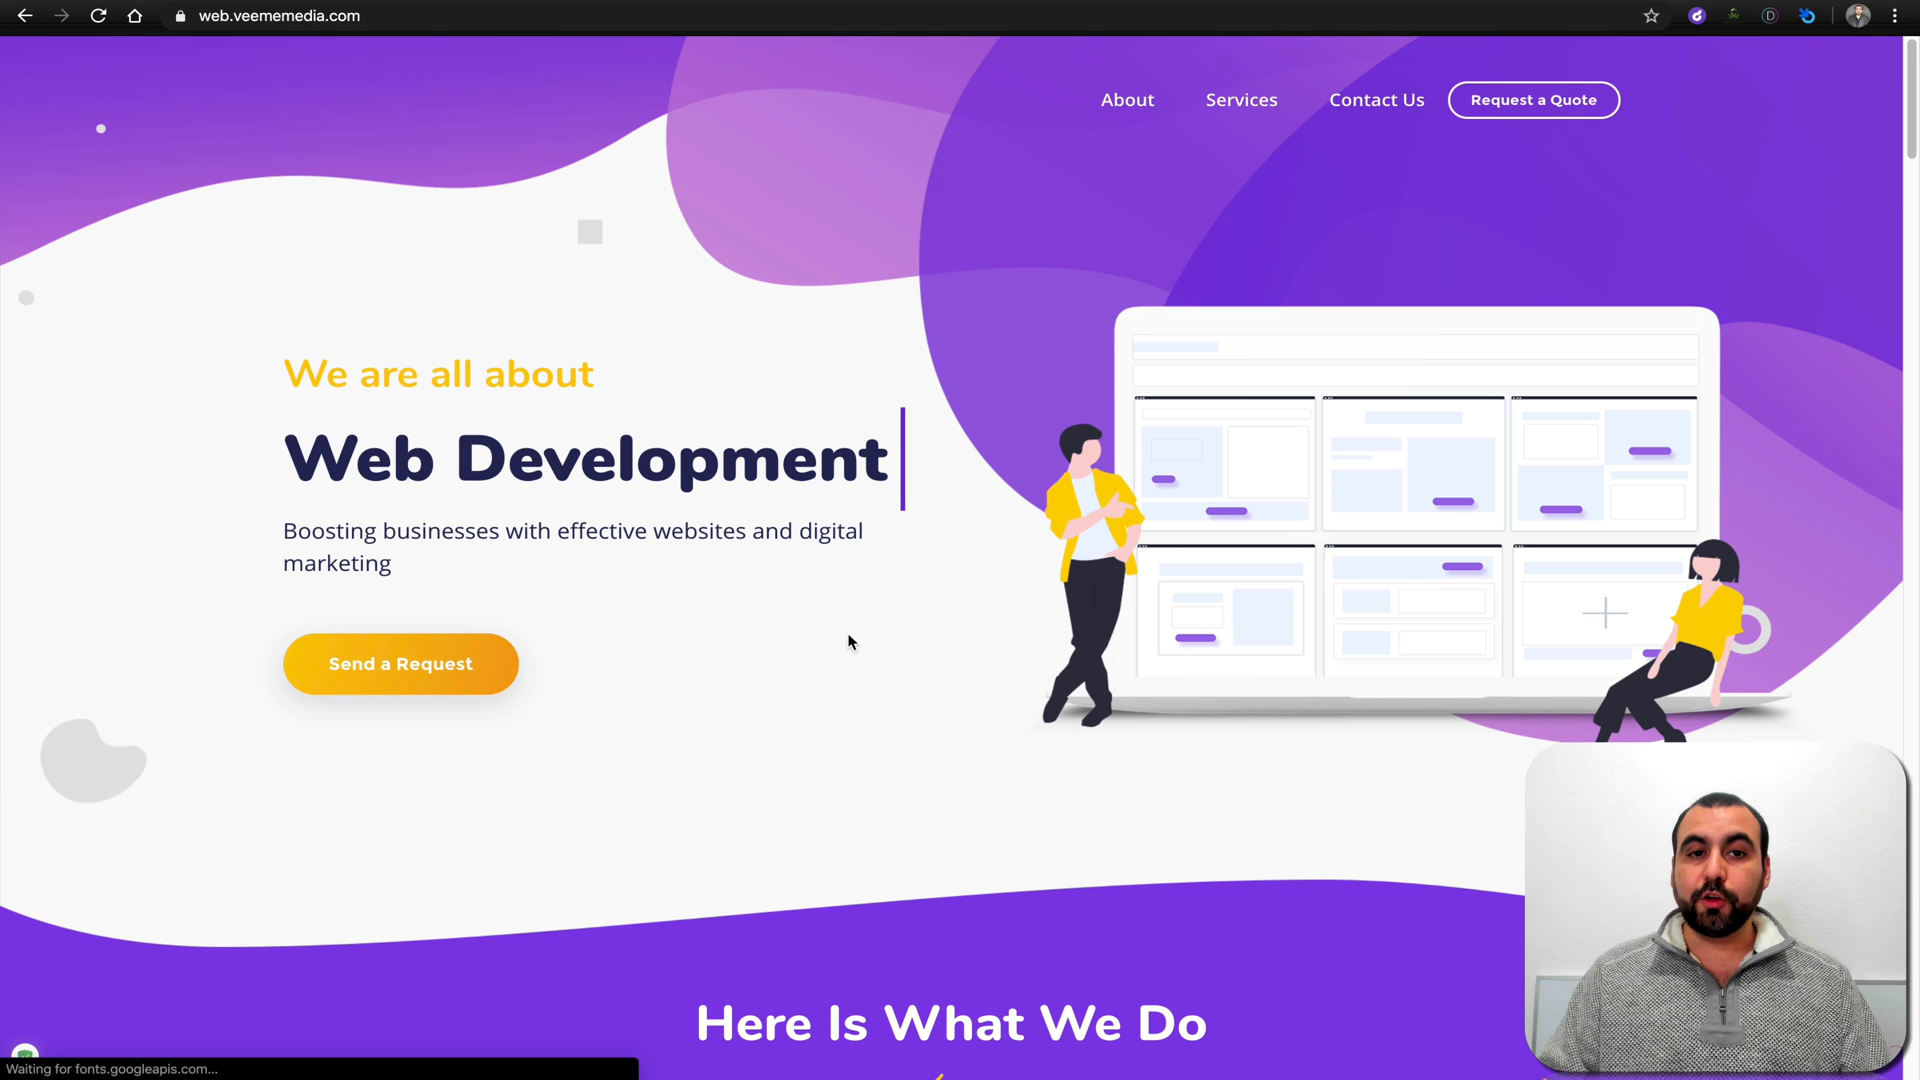 web.veememedia.com
About
Services
Contact Us
Request a Quote
We are all about
Web Development
Boosting businesses with effective websites and digital
marketing
Send a Request
Here Is What We Do
Waiting for fonts.googleapis.com...